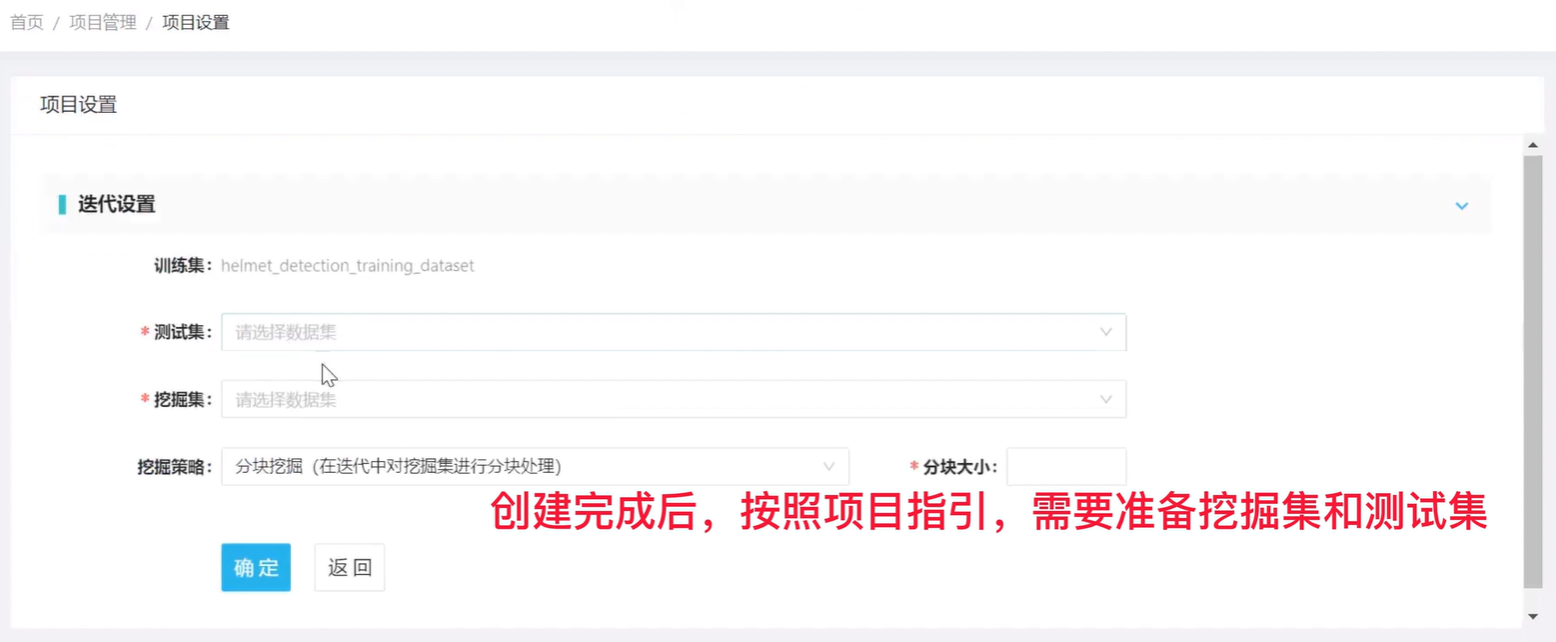 首页 / 项目管理 / 项目设置
项目设置
迭代设置
训练集: helmet_detection_training_dataset
* 测试集: 请选择数据集
* 挖掘集: 请选择数据集
挖掘策略: 分块挖掘 (在迭代中对挖掘集进行分块处理) * 分块大小:
创建完成后，按照项目指引，需要准备挖掘集和测试集
确 定 返 回